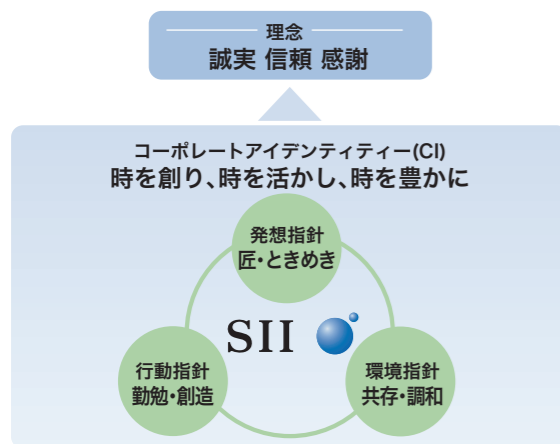 理念
誠実 信頼 感謝
コーポレートアイデンティティー(CI)
時を創り、時を活かし、時を豊かに
発想指針
匠・ときめき
SII
行動指針
勤勉・創造
環境指針
共存・調和